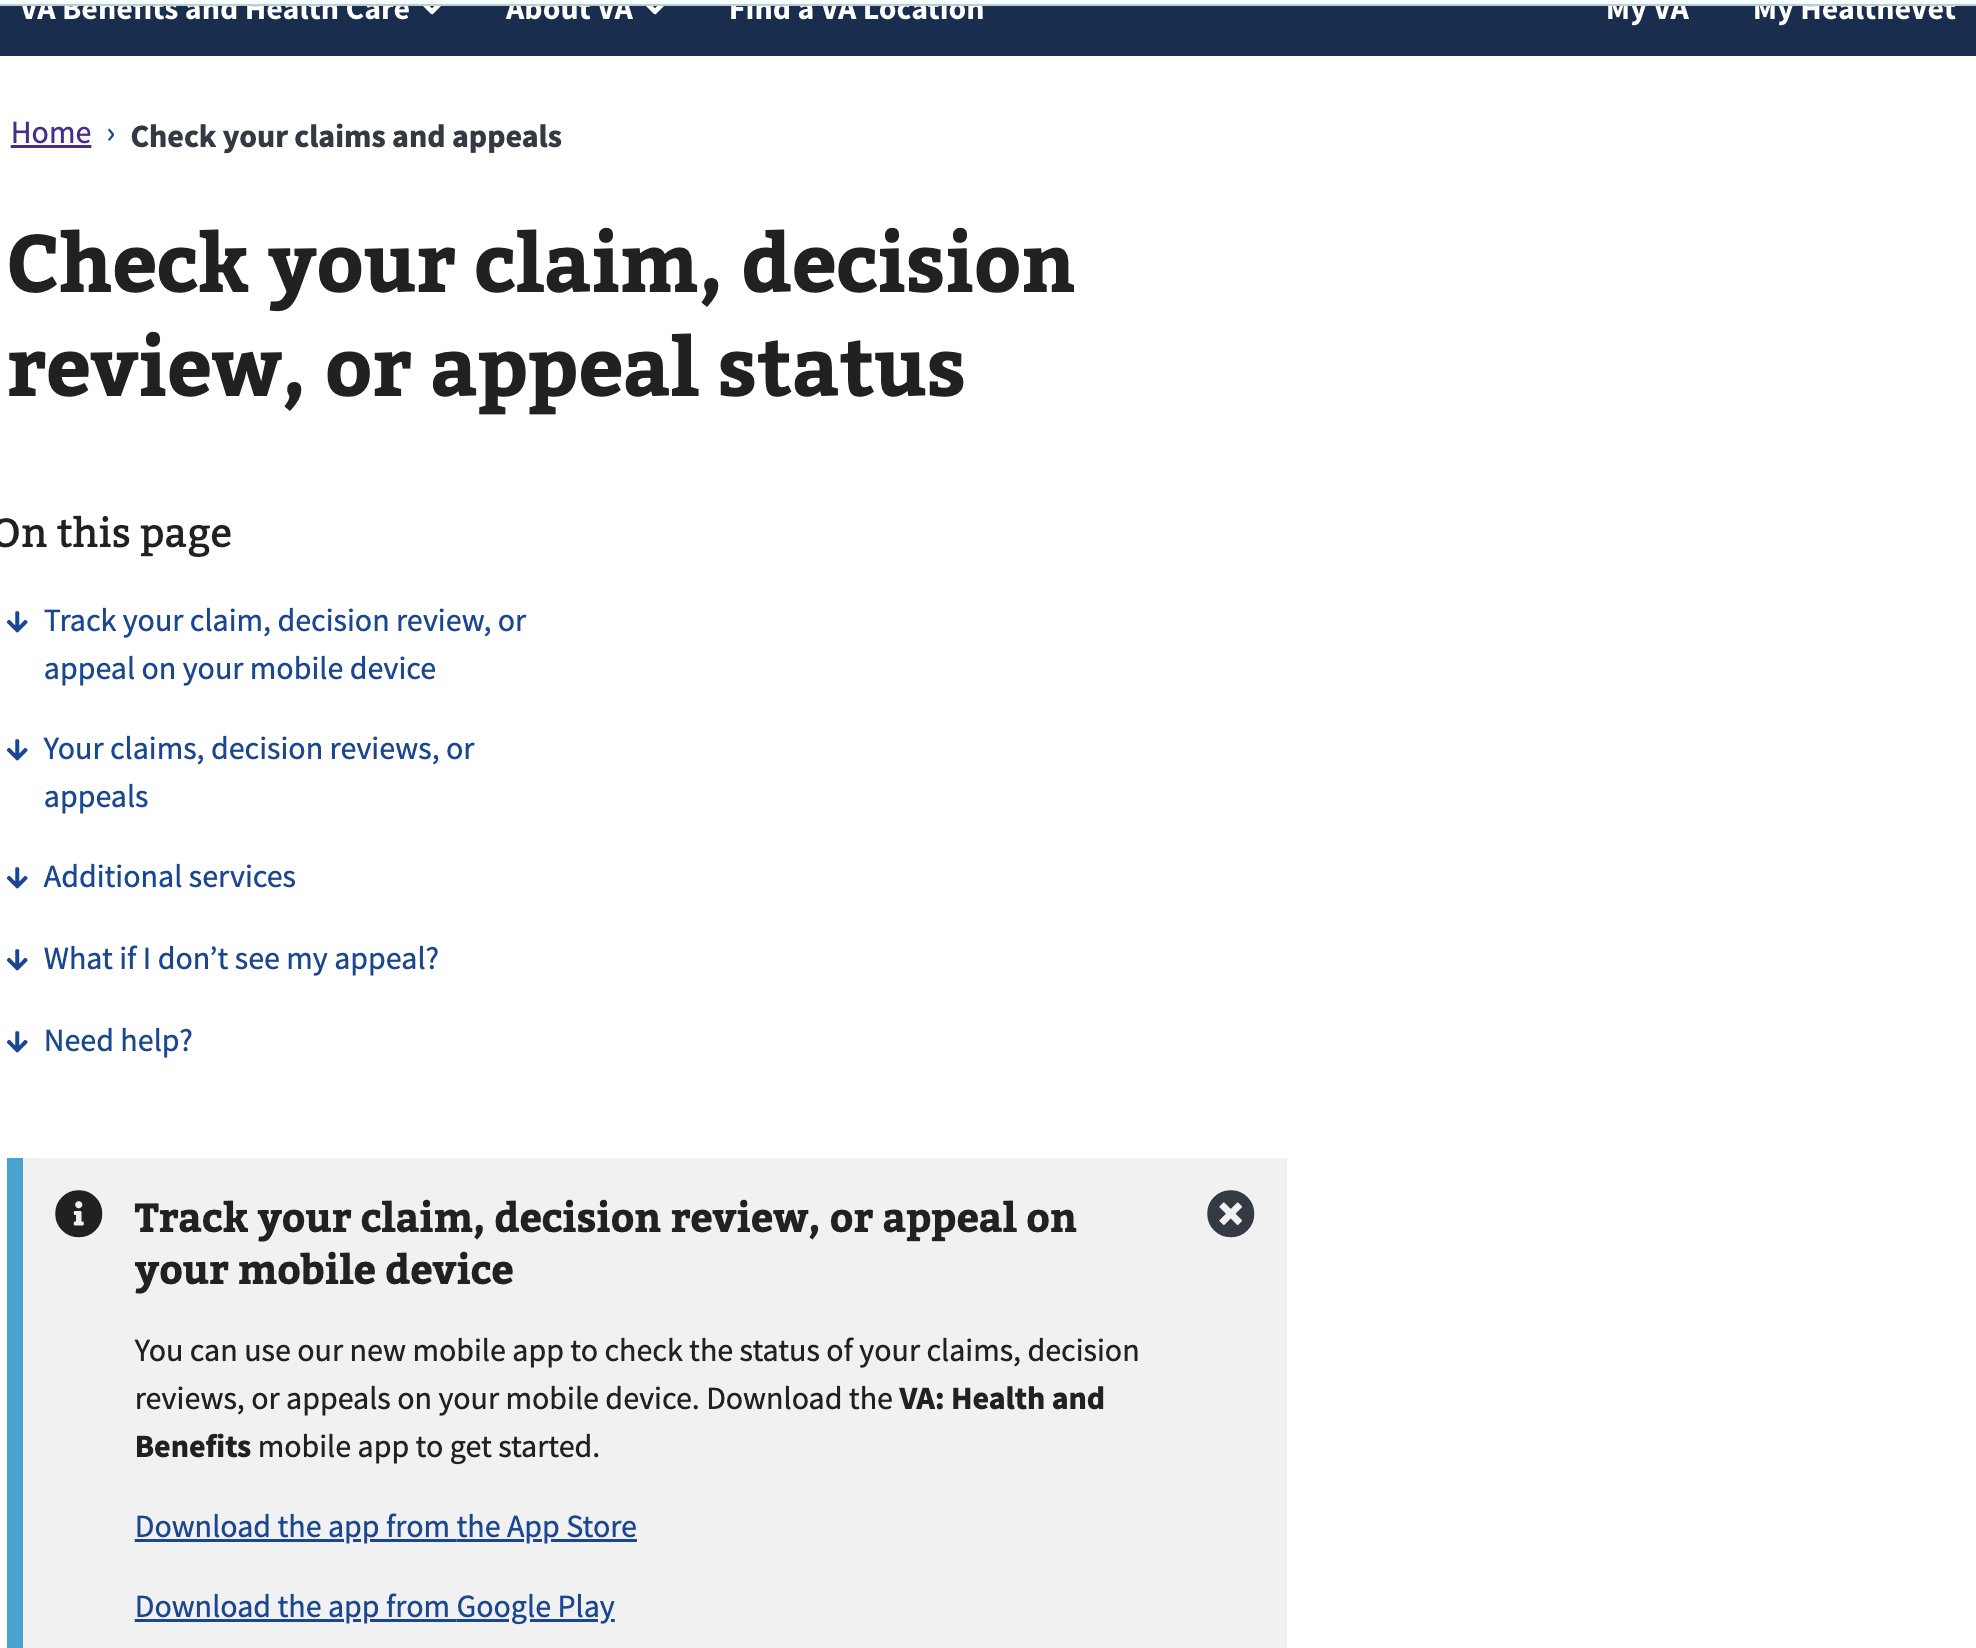 VA Benefits and Health Care About VA Find a VA Location My VA My HealtheVet
Home › Check your claims and appeals
Check your claim, decision
review, or appeal status
On this page
Track your claim, decision review, or
appeal on your mobile device
Your claims, decision reviews, or
appeals
Additional services
What if I don’t see my appeal?
Need help?
Track your claim, decision review, or appeal on
your mobile device
You can use our new mobile app to check the status of your claims, decision
reviews, or appeals on your mobile device. Download the VA: Health and
Benefits mobile app to get started.
Download the app from the App Store
Download the app from Google Play